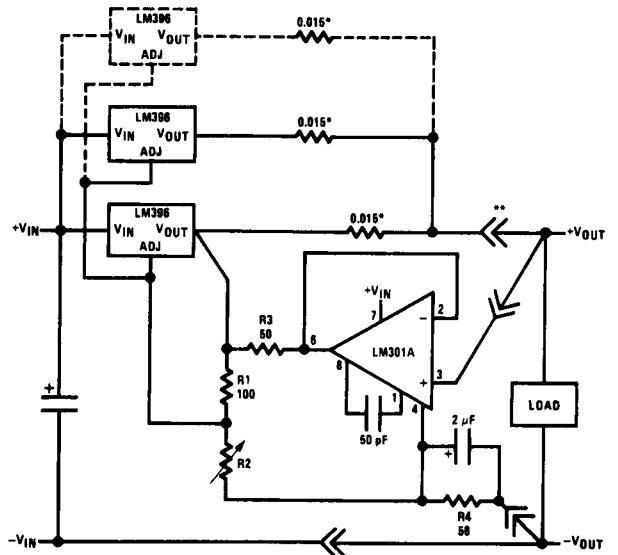 LM396
VIN VOUT
ADJ
0.015*
LM396
VIN VOUT
ADJ
0.015*
LM396
+VIN
VIN VOUT
ADJ
0.015*
**
+VOUT
+VIN
7
2
R3
50
6
−
LM301A
8
+
3
1
4
R1
100
50 pF
2 μF
+
LOAD
+
R2
R4
50
−VIN
−VOUT